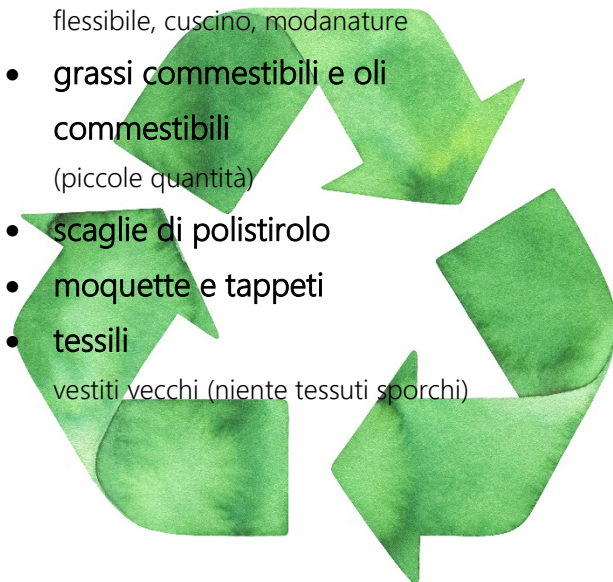 flessibile, cuscino, modanature
• grassi commestibili e oli
commestibili
(piccole quantità)
• scaglie di polistirolo
• moquette e tappeti
• tessili
vestiti vecchi (niente tessuti sporchi)